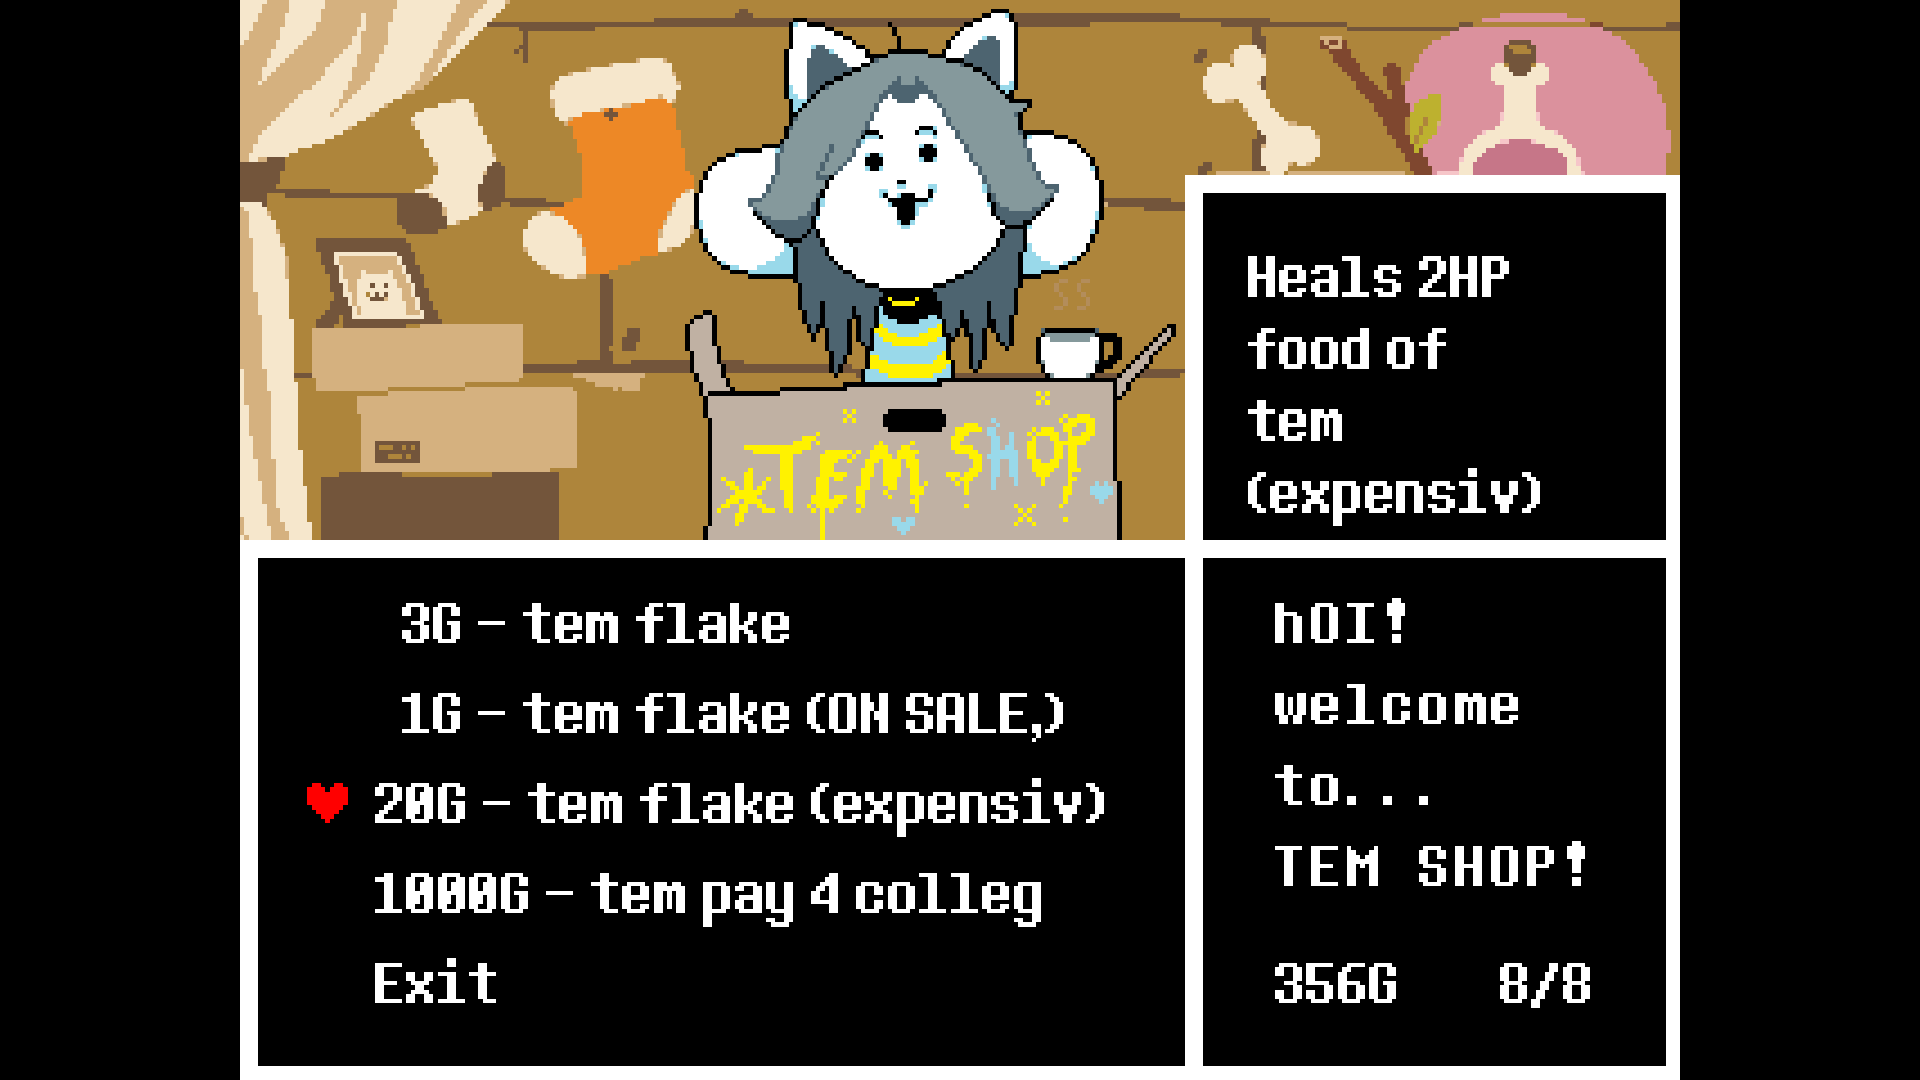 *TEM SHOP
Heals 2HP
food of
tem
(expensiv)
3G - tem flake
1G - tem flake (ON SALE,)
20G - tem flake (expensiv)
1000G - tem pay 4 colleg
Exit
hOI!
welcome
to...
TEM SHOP!
356G 8/8